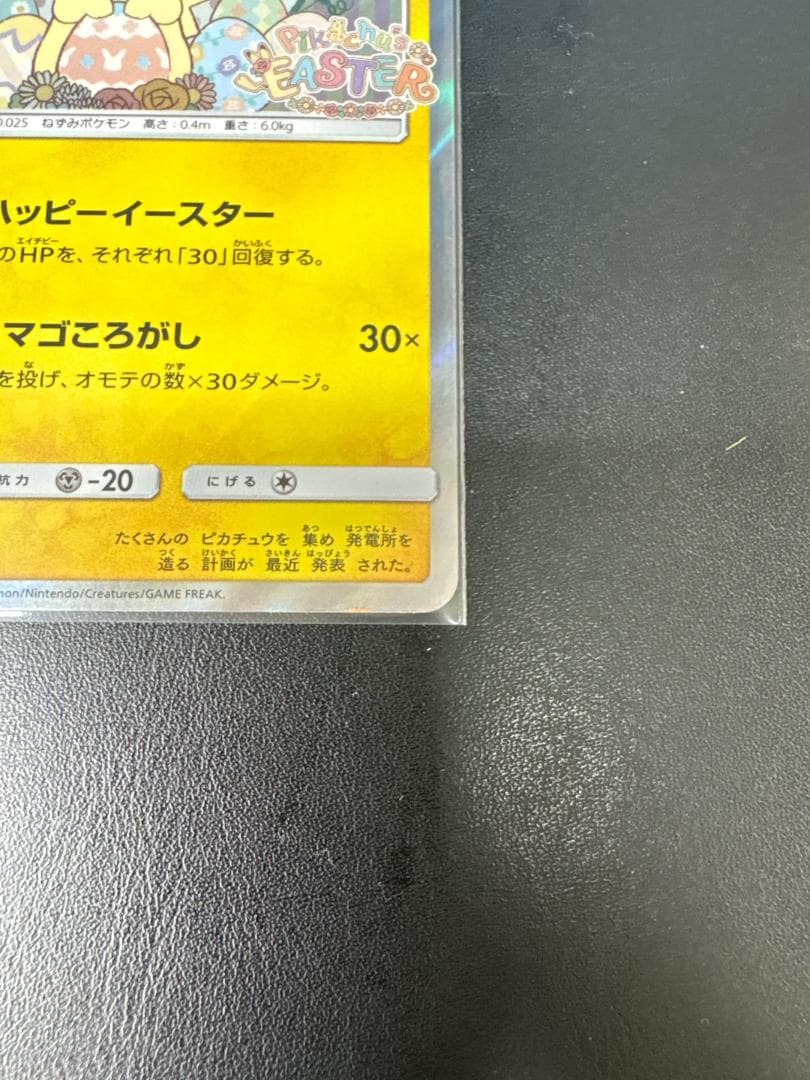 Pikachu's
EASTER
0.025 ねずみポケモン 高さ：0.4m 重さ：6.0kg
ハッピーイースター
エイチピー かいふく
のHPを、それぞれ「30」回復する。
マゴころがし 30×
な かず
を投げ、オモテの数×30ダメージ。
抗力 -20 にげる
あつ はつでんしょ
たくさんの ピカチュウを 集め 発電所を
つく けいかく さいきん はっぴょう
造る 計画が 最近 発表 された。
mon/Nintendo/Creatures/GAME FREAK.